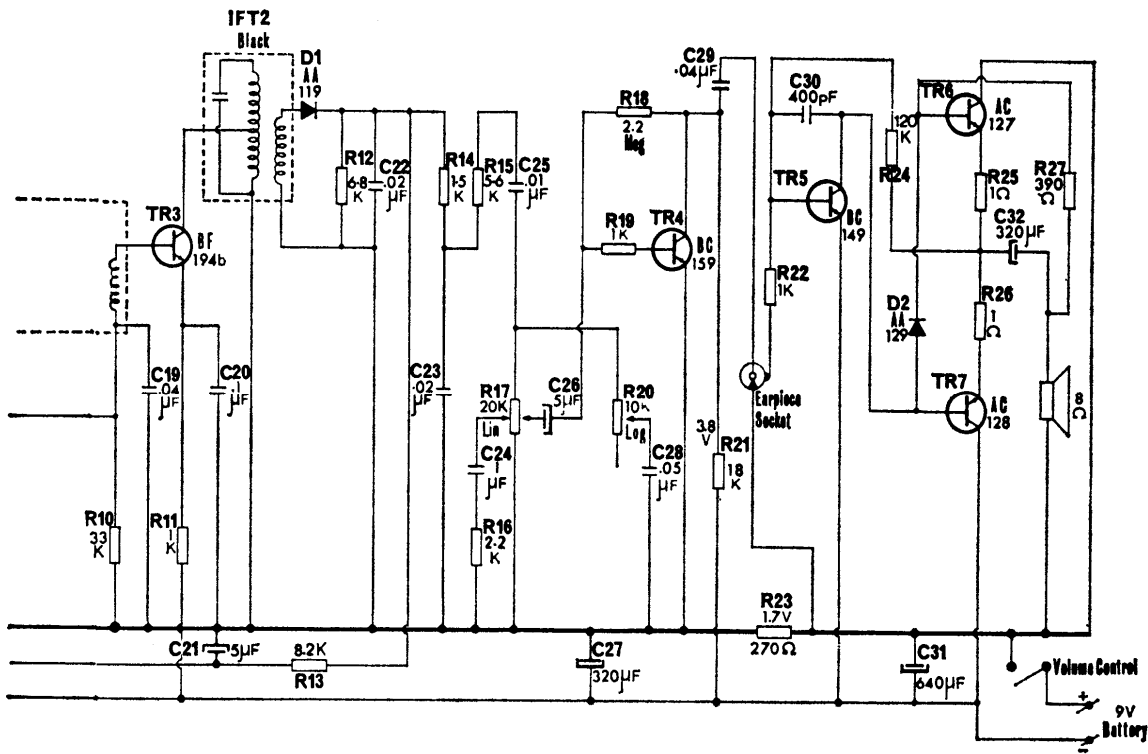 IFT2
Black
D1
AA
119
R12
6·8
K
C22
.02
µF
R14
1·5
K
R15
5·6
K
C25
.01
µF
TR3
BF
194b
C19
.04
µF
C20
.1
µF
R10
33
K
R11
1
K
C21
5µF
8.2K
R13
C23
.02
µF
R17
20K
Lin
C24
.1
µF
R16
2·2
K
C26
5µF
R18
2.2
Meg
R19
1K
TR4
BC
159
R20
10K
Log
C28
.05
µF
C27
320µF
C29
.04µF
3.8
V
R21
18
K
Earpiece
Socket
R22
1K
C30
400pF
TR5
BC
149
R23
1.7V
270Ω
120
K
R24
TR6
AC
127
R25
1Ω
R27
390
Ω
C32
320µF
D2
AA
129
R26
1
Ω
TR7
AC
128
8
Ω
C31
640µF
Volume Control
+
9V
Battery
-